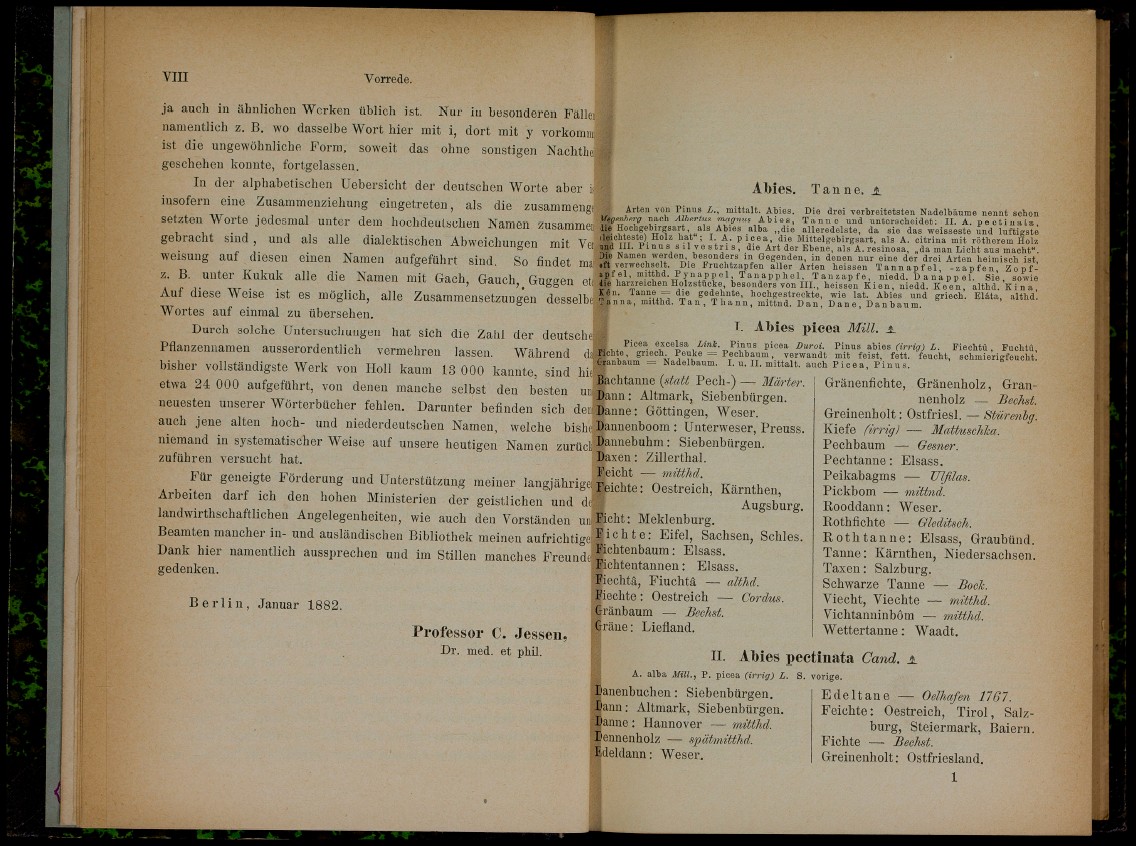 VIII Vorrede.
ja auch in ähnlichen Werken üblich ist. Nur in besonderen
namentlich z. B. wo dasselbe Wort hier mit i, dort mit y
ist die ungewöhnliche Form, soweit das ohne sonstigen
geschehen konnte, fortgelassen.
In der alphabetischen Uebersicht der deutschen Worte aber
insofern eine Zusammenziehung eingetreten, als die
setzten Worte jedesmal unter dem hochdeutschen Namen
gebracht sind, und als alle dialektischen Abweichungen mit
weisung auf diesen einen Namen aufgeführt sind. So findet
z. B. unter Kukuk alle die Namen mit Gach, Gauch, Guggen
Auf diese Weise ist es möglich, alle Zusammensetzungen
Wortes auf einmal zu übersehen.
Durch solche Untersuchungen hat sich die Zahl der
Pflanzennamen ausserordentlich vermehren lassen. Während
bisher vollständigste Werk von Holl kaum 13 000 kannte, sind
etwa 24 000 aufgeführt, von denen manche selbst den besten
neuesten unserer Wörterbücher fehlen. Darunter befinden sich
auch jene alten hoch- und niederdeutschen Namen, welche
niemand in systematischer Weise auf unsere heutigen Namen
zuführen versucht hat.
Für geneigte Förderung und Unterstützung meiner
Arbeiten darf ich den hohen Ministerien der geistlichen und
landwirthschaftlichen Angelegenheiten, wie auch den Vorständen
Beamten mancher in- und ausländischen Bibliothek meinen
Dank hier namentlich aussprechen und im Stillen manches
gedenken.
Berlin, Januar 1882.
Professor C. Jessen,
Dr. med. et phil.
Abies. Tanne.
Arten von Pinus L., mittalt. Abies. Die drei verbreitetsten Nadelbäume nennt schon
Megenberg nach Albertus magnus Abies, Tanne und unterscheidet: II. A. pectinata,
die Hochgebirgsart, als Abies alba „die alleredelste, da sie das weisseste und luftigste
(leichteste) Holz hat“; I. A. picea, die Mittelgebirgsart, als A. citrina mit rötherem Holz
und III. Pinus silvestris, die Art der Ebene, als A. resinosa, „da man Licht aus macht“.
Die Namen werden, besonders in Gegenden, in denen nur eine der drei Arten heimisch ist,
oft verwechselt. Die Fruchtzapfen aller Arten heissen Tannapfel, -zapfen, Zopf-
apfel, mitthd. Pynappel, Tanapphel, Tanzapfe, niedd. Danappel. Sie, sowie
die harzreichen Holzstücke, besonders von III., heissen Kien, niedd. Keen, althd. Kina,
Kên. Tanne = die gedehnte, hochgestreckte, wie lat. Abies und griech. Eláta, althd.
Tanna, mitthd. Tan, Thann, mittnd. Dan, Dane, Danbaum.
I. Abies picea Mill.
Picea excelsa Link. Pinus picea Duroi. Pinus abies (irrig) L. Fiechtû, Fuchtû,
Fichte, griech. Peuke = Pechbaum, verwandt mit feist, fett. feucht, schmierigfeucht.
Granbaum = Nadelbaum. I. u. II. mittalt. auch Picea, Pinus.
Bachtanne (statt Pech-) — Märter.
Dann: Altmark, Siebenbürgen.
Danne: Göttingen, Weser.
Dannenboom: Unterweser, Preuss.
Dannebuhm: Siebenbürgen.
Daxen: Zillerthal.
Feicht — mitthd.
Feichte: Oestreich, Kärnthen,
Augsburg.
Ficht: Meklenburg.
Fichte: Eifel, Sachsen, Schles.
Fichtenbaum: Elsass.
Fichtentannen: Elsass.
Fiechtâ, Fiuchtâ — althd.
Fiechte: Oestreich — Cordus.
Gränbaum — Bechst.
Gräne: Liefland.
Gränenfichte, Gränenholz, Gran-
nenholz — Bechst.
Greinenholt: Ostfriesl. — Stürenbg.
Kiefe (irrig) — Mattuschka.
Pechbaum — Gesner.
Pechtanne: Elsass.
Peikabagms — Ulfilas.
Pickbom — mittnd.
Rooddann: Weser.
Rothfichte — Gleditsch.
Rothtanne: Elsass, Graubünd.
Tanne: Kärnthen, Niedersachsen.
Taxen: Salzburg.
Schwarze Tanne — Bock.
Viecht, Viechte — mitthd.
Vichtanninbôm — mitthd.
Wettertanne: Waadt.
II. Abies pectinata Cand.
A. alba Mill., P. picea (irrig) L. S. vorige.
Danenbuchen: Siebenbürgen.
Dann: Altmark, Siebenbürgen.
Danne: Hannover — mitthd.
Dennenholz — spätmitthd.
Edeldann: Weser.
Edeltane — Oelhafen 1767.
Feichte: Oestreich, Tirol, Salz-
burg, Steiermark, Baiern.
Fichte — Bechst.
Greinenholt: Ostfriesland.
1